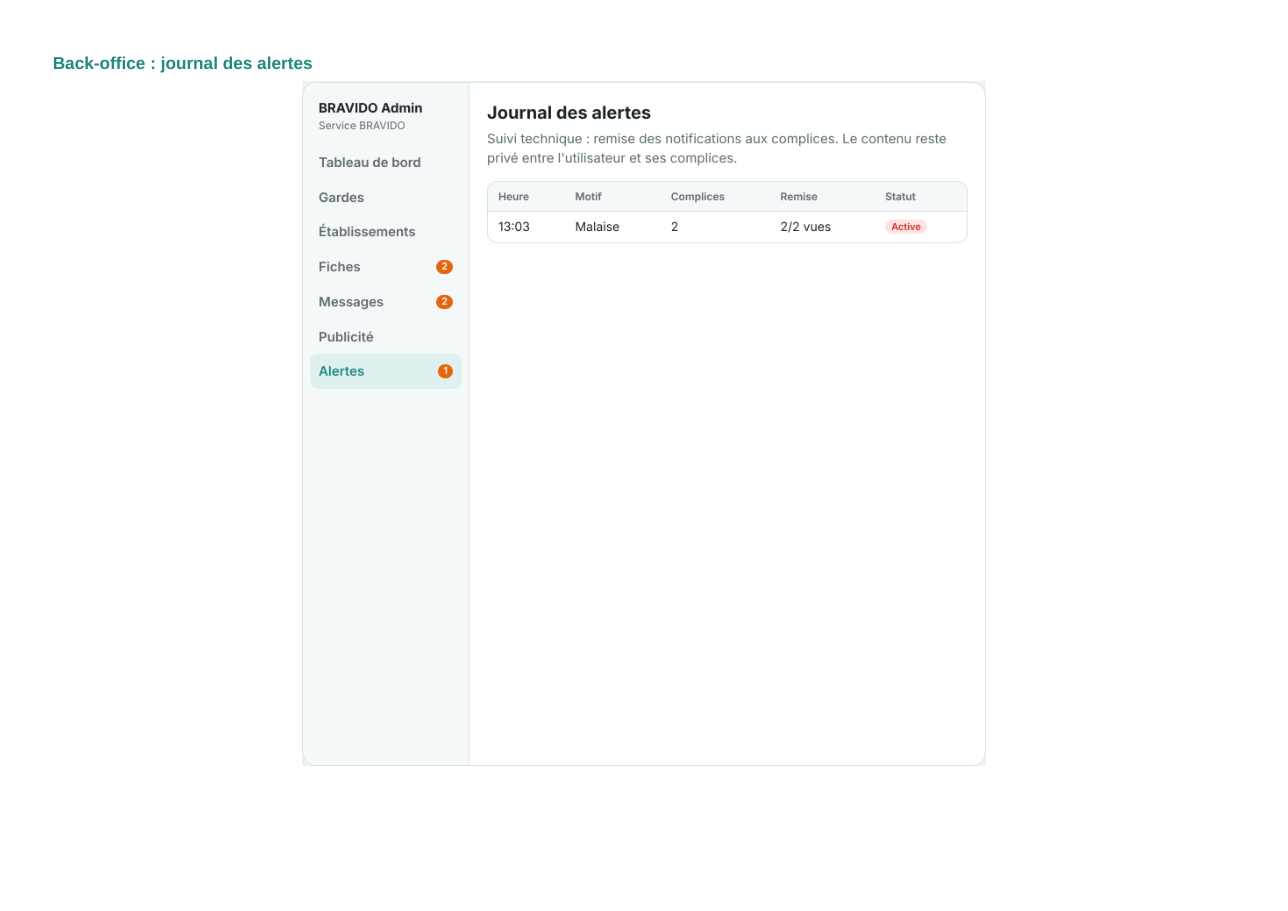 Back-office : journal des alertes
BRAVIDO Admin
Service BRAVIDO
Tableau de bord
Gardes
Établissements
Fiches 2
Messages 2
Publicité
Alertes 1
Journal des alertes
Suivi technique : remise des notifications aux complices. Le contenu reste
privé entre l'utilisateur et ses complices.
Heure Motif Complices Remise Statut
13:03 Malaise 2 2/2 vues Active